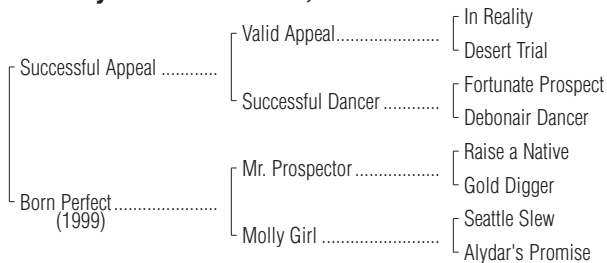 In Reality
Valid Appeal....................
Desert Trial
Successful Appeal ............
Fortunate Prospect
Successful Dancer ............
Debonair Dancer
Raise a Native
Mr. Prospector ..................
Gold Digger
Born Perfect......................
(1999)
Seattle Slew
Molly Girl .........................
Alydar's Promise